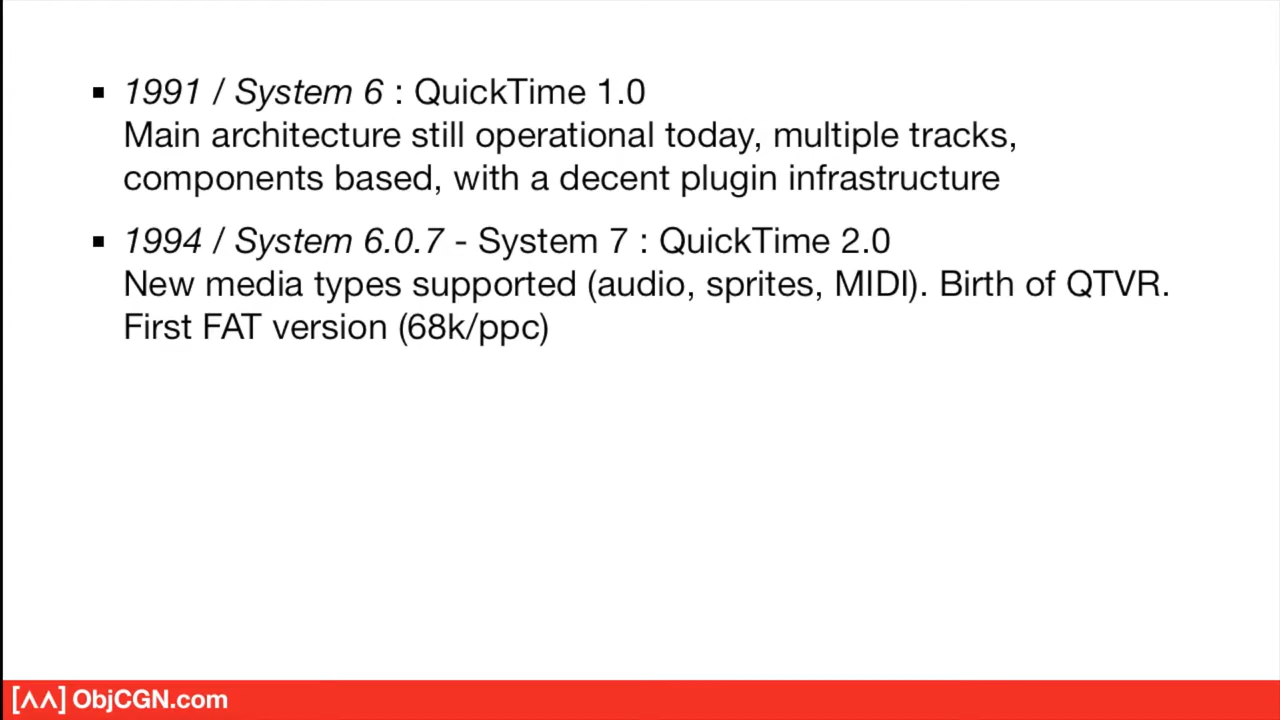 ▪ 1991 / System 6 : QuickTime 1.0
Main architecture still operational today, multiple tracks,
components based, with a decent plugin infrastructure
▪ 1994 / System 6.0.7 - System 7 : QuickTime 2.0
New media types supported (audio, sprites, MIDI). Birth of QTVR.
First FAT version (68k/ppc)
[ʌʌ] ObjCGN.com